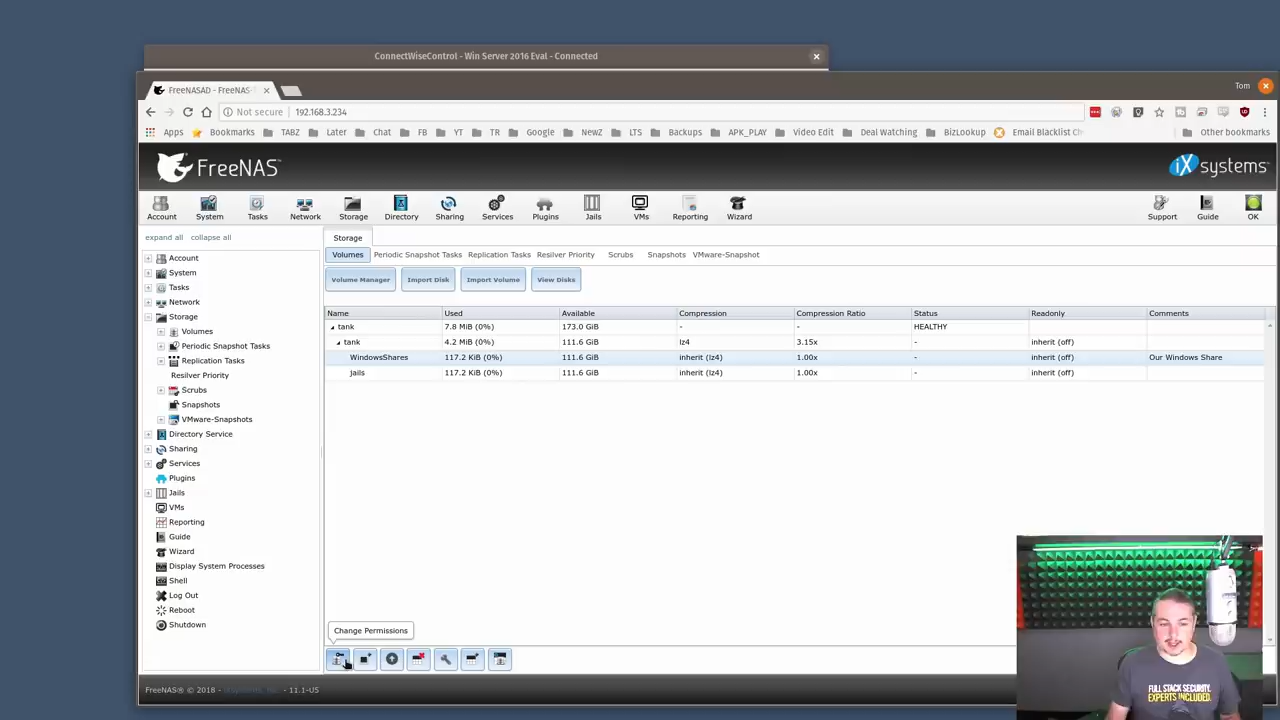 ConnectWiseControl - Win Server 2016 Eval - Connected
FreeNASAD - FreeNAS-
Tom
Not secure 192.168.3.234
Apps Bookmarks TABZ Later Chat FB YT TR Google NewZ LTS Backups APK_PLAY Video Edit Deal Watching BizLookup Email Blacklist Ch Other bookmarks
FreeNAS
iXsystems
Account System Tasks Network Storage Directory Sharing Services Plugins Jails VMs Reporting Wizard Support Guide OK
expand all collapse all
Account
System
Tasks
Network
Storage
Volumes
Periodic Snapshot Tasks
Replication Tasks
Resilver Priority
Scrubs
Snapshots
VMware-Snapshots
Directory Service
Sharing
Services
Plugins
Jails
VMs
Reporting
Guide
Wizard
Display System Processes
Shell
Log Out
Reboot
Shutdown
Storage
Volumes Periodic Snapshot Tasks Replication Tasks Resilver Priority Scrubs Snapshots VMware-Snapshot
Volume Manager Import Disk Import Volume View Disks
Name Used Available Compression Compression Ratio Status Readonly Comments
tank 7.8 MiB (0%) 173.0 GiB - - HEALTHY
tank 4.2 MiB (0%) 111.6 GiB lz4 3.15x - inherit (off)
WindowsShares 117.2 KiB (0%) 111.6 GiB inherit (lz4) 1.00x - inherit (off) Our Windows Share
jails 117.2 KiB (0%) 111.6 GiB inherit (lz4) 1.00x - inherit (off)
Change Permissions
FreeNAS® © 2018 - iXsystems, Inc. - 11.1-U5
FULL STACK SECURITY.
EXPERTS INCLUDED.